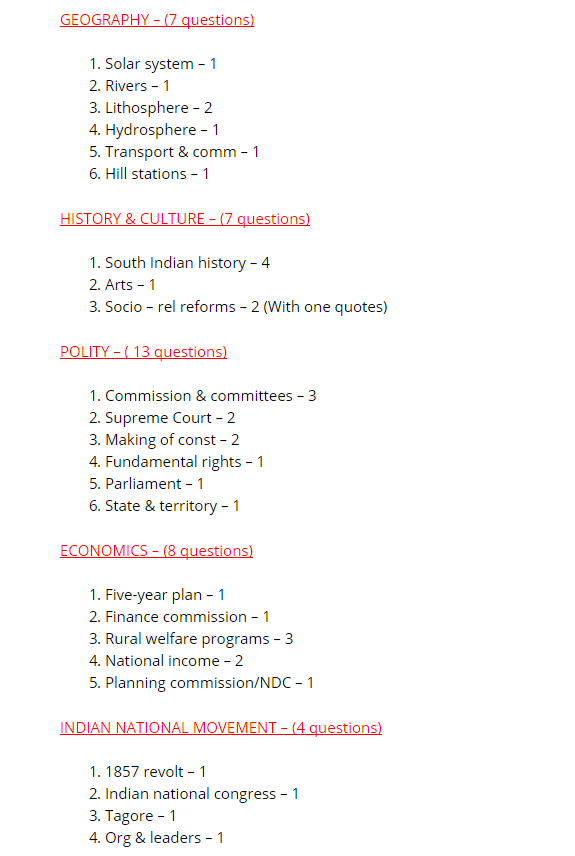 GEOGRAPHY – (7 questions)
1. Solar system – 1
2. Rivers – 1
3. Lithosphere – 2
4. Hydrosphere – 1
5. Transport & comm – 1
6. Hill stations – 1
HISTORY & CULTURE – (7 questions)
1. South Indian history – 4
2. Arts – 1
3. Socio – rel reforms – 2 (With one quotes)
POLITY – ( 13 questions)
1. Commission & committees – 3
2. Supreme Court – 2
3. Making of const – 2
4. Fundamental rights – 1
5. Parliament – 1
6. State & territory – 1
ECONOMICS – (8 questions)
1. Five-year plan – 1
2. Finance commission – 1
3. Rural welfare programs – 3
4. National income – 2
5. Planning commission/NDC – 1
INDIAN NATIONAL MOVEMENT – (4 questions)
1. 1857 revolt – 1
2. Indian national congress – 1
3. Tagore – 1
4. Org & leaders – 1